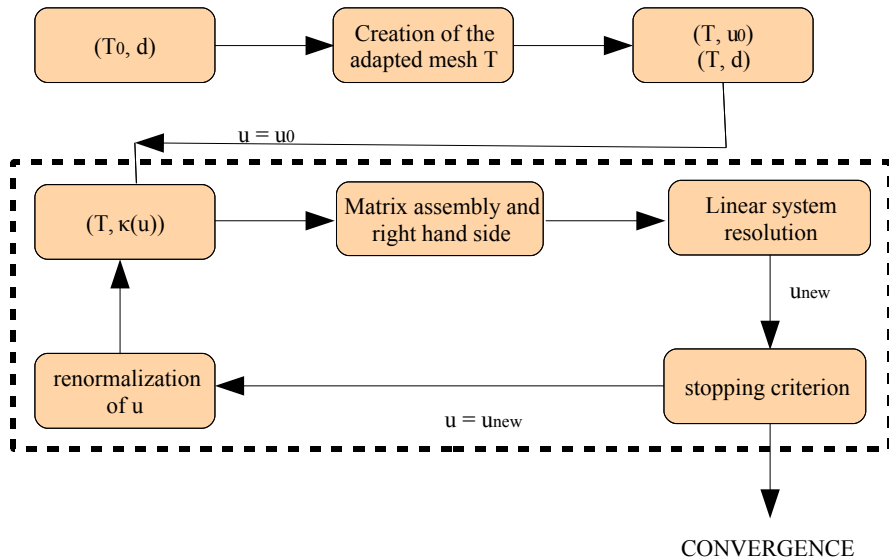 (T0, d)
Creation of the
adapted mesh T
(T, u0)
(T, d)
u = u0
(T, κ(u))
Matrix assembly and
right hand side
Linear system
resolution
unew
renormalization
of u
stopping criterion
u = unew
CONVERGENCE